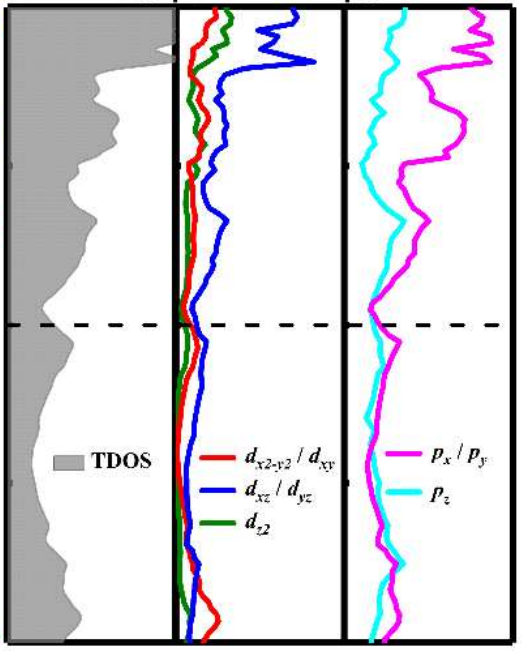 TDOS
dx2-y2 / dxy
dxz / dyz
dz2
px / py
pz